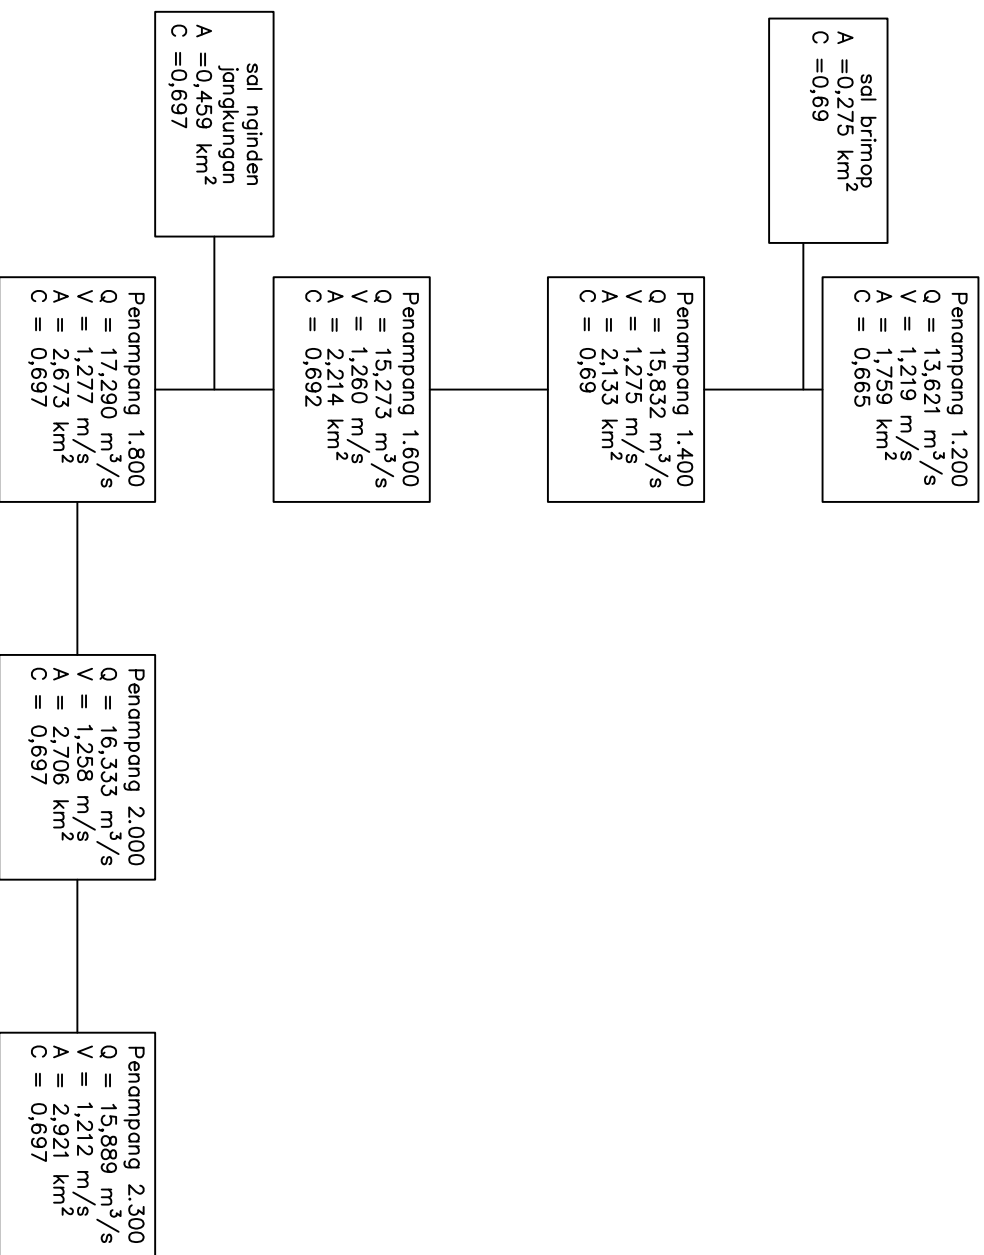 sal brimop
A =0,275 km²
C =0,69
Penampang 1.200
Q = 13,621 m³/s
V = 1,219 m/s
A = 1,759 km²
C = 0,665
Penampang 1.400
Q = 15,832 m³/s
V = 1,275 m/s
A = 2,133 km²
C = 0,69
Penampang 1.600
Q = 15,273 m³/s
V = 1,260 m/s
A = 2,214 km²
C = 0,692
sal nginden
jangkungan
A =0,459 km²
C =0,697
Penampang 1.800
Q = 17,290 m³/s
V = 1,277 m/s
A = 2,673 km²
C = 0,697
Penampang 2.000
Q = 16,333 m³/s
V = 1,258 m/s
A = 2,706 km²
C = 0,697
Penampang 2.300
Q = 15,889 m³/s
V = 1,212 m/s
A = 2,921 km²
C = 0,697